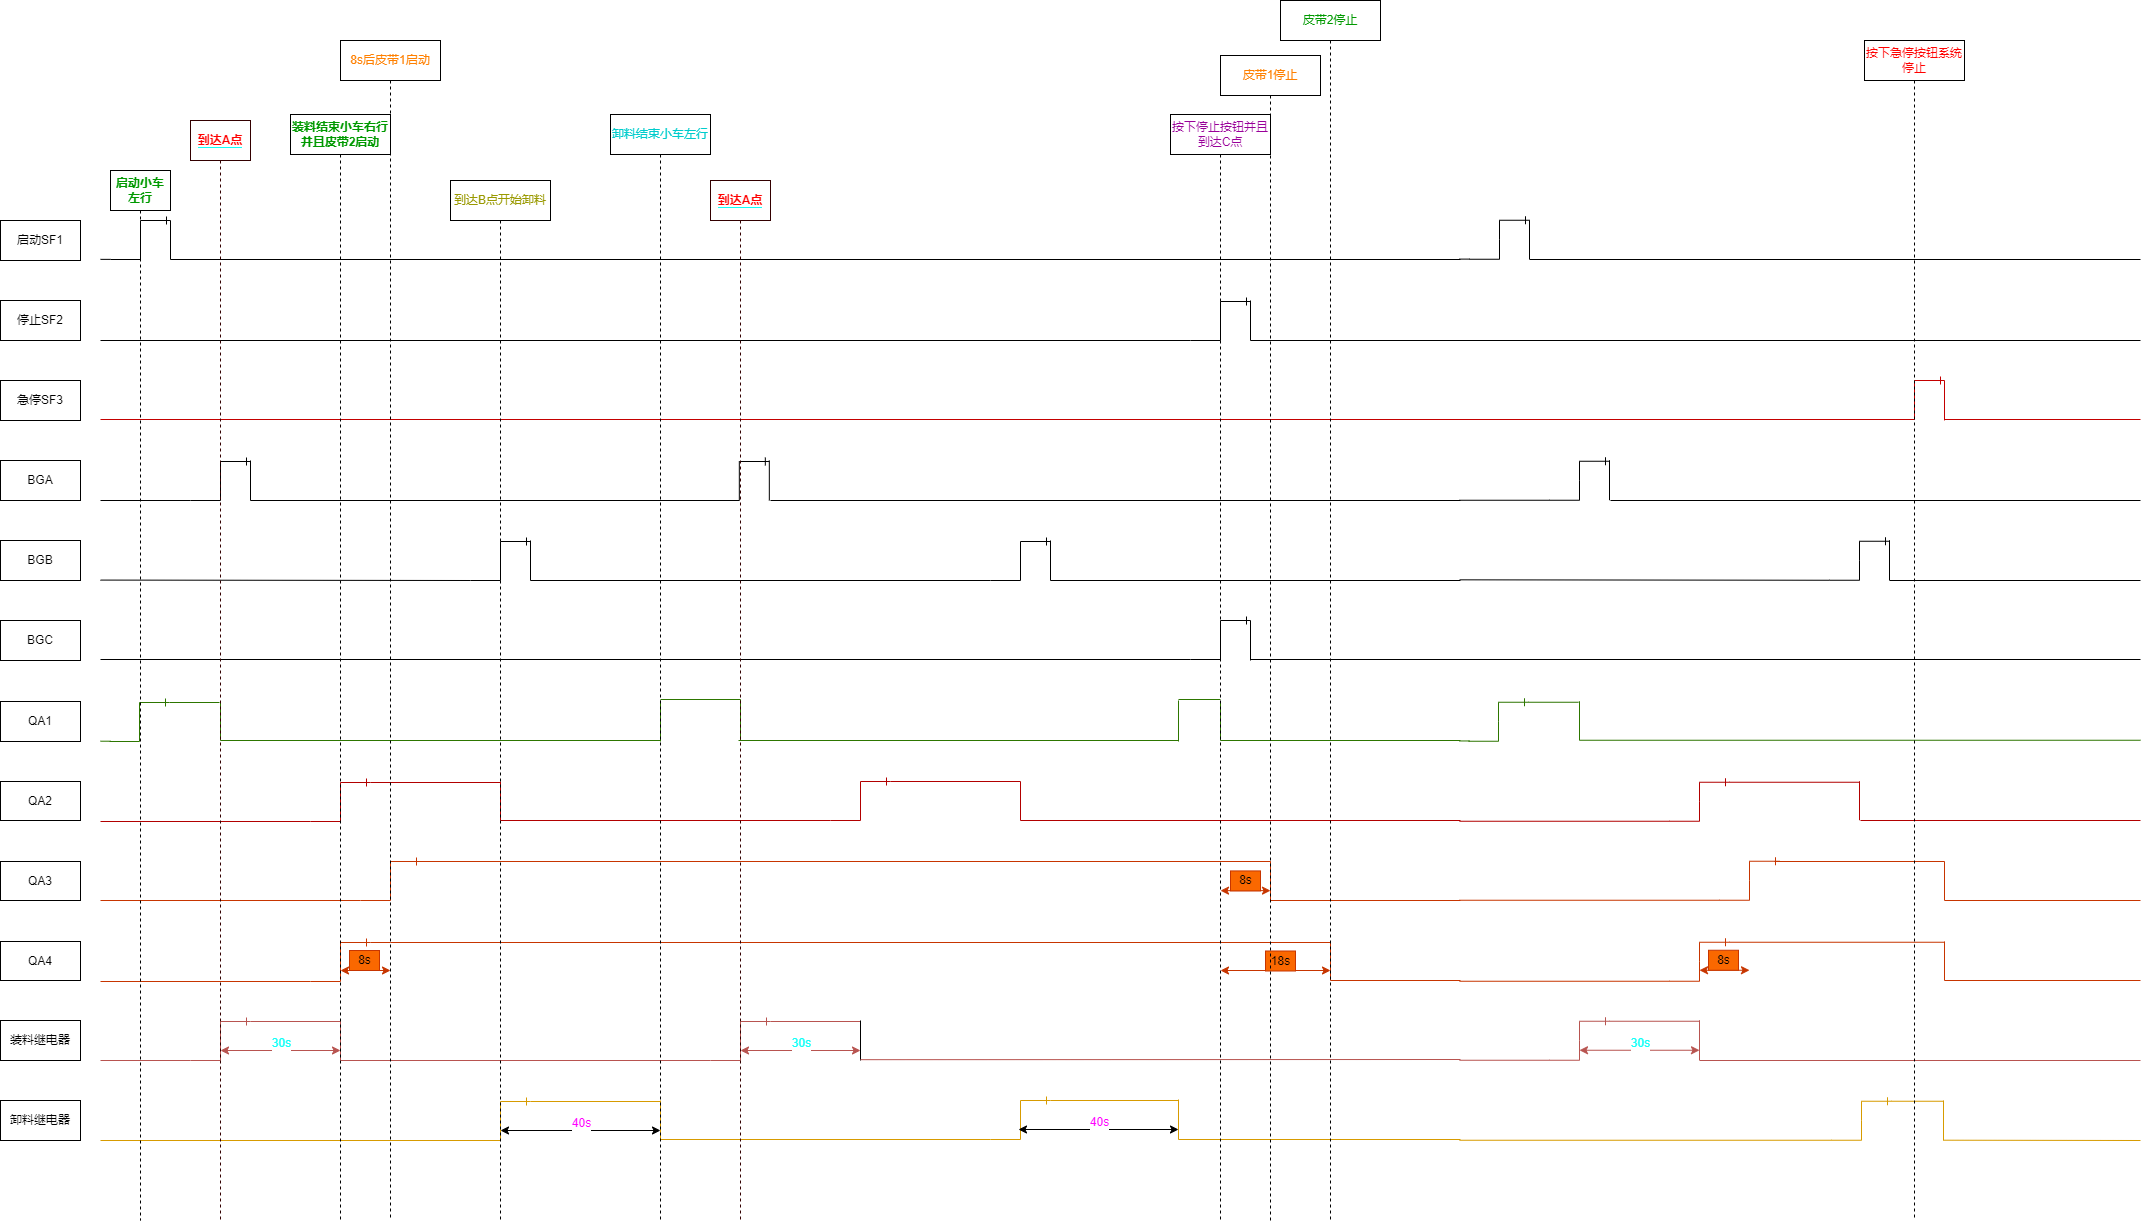 皮带2停止
8s后皮带1启动
按下急停按钮系统
停止
皮带1停止
装料结束小车右行
并且皮带2启动
卸料结束小车左行
按下停止按钮并且
到达C点
到达A点
启动小车
左行
到达B点开始卸料
到达A点
启动SF1
停止SF2
急停SF3
BGA
BGB
BGC
QA1
QA2
QA3
8s
QA4
8s
18s
8s
装料继电器
30s
30s
30s
卸料继电器
40s
40s